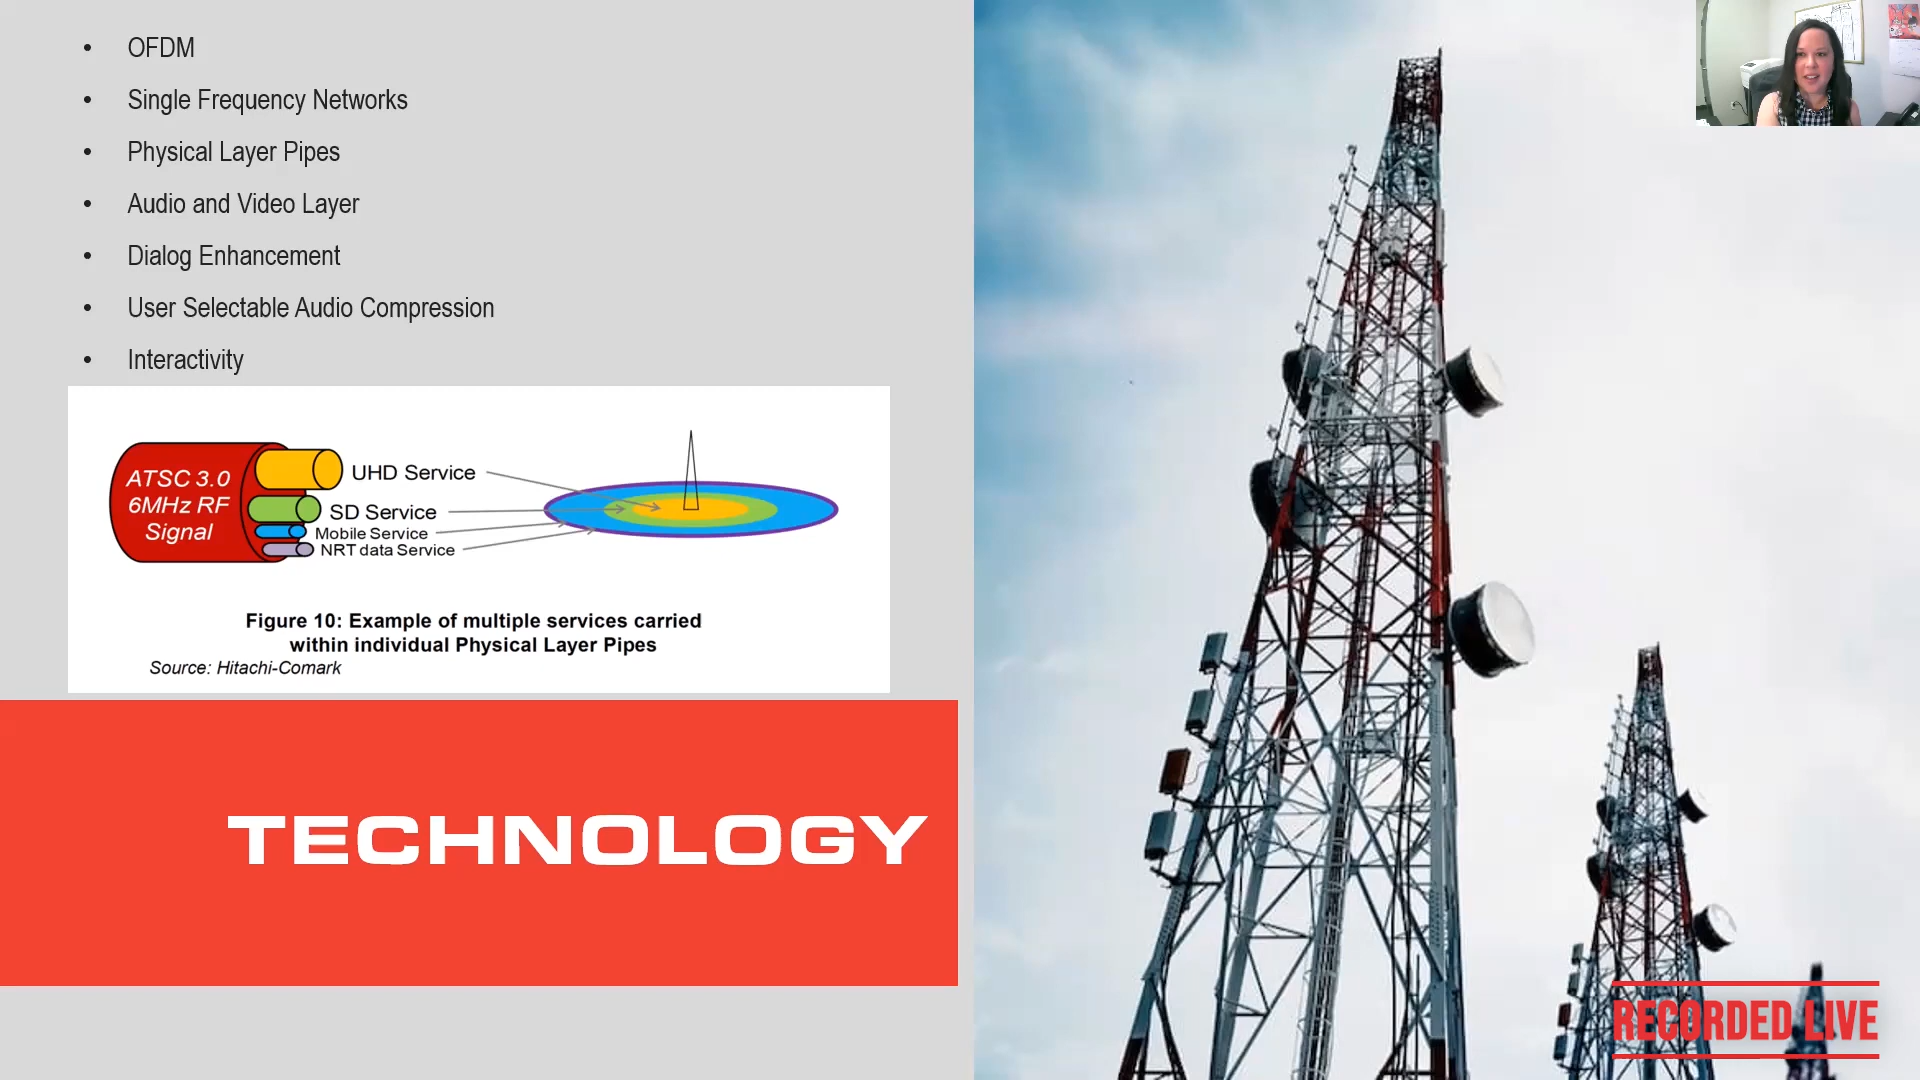 • OFDM
• Single Frequency Networks
• Physical Layer Pipes
• Audio and Video Layer
• Dialog Enhancement
• User Selectable Audio Compression
• Interactivity
ATSC 3.0
6MHz RF
Signal
UHD Service
SD Service
Mobile Service
NRT data Service
Figure 10: Example of multiple services carried
within individual Physical Layer Pipes
Source: Hitachi-Comark
TECHNOLOGY
RECORDED LIVE